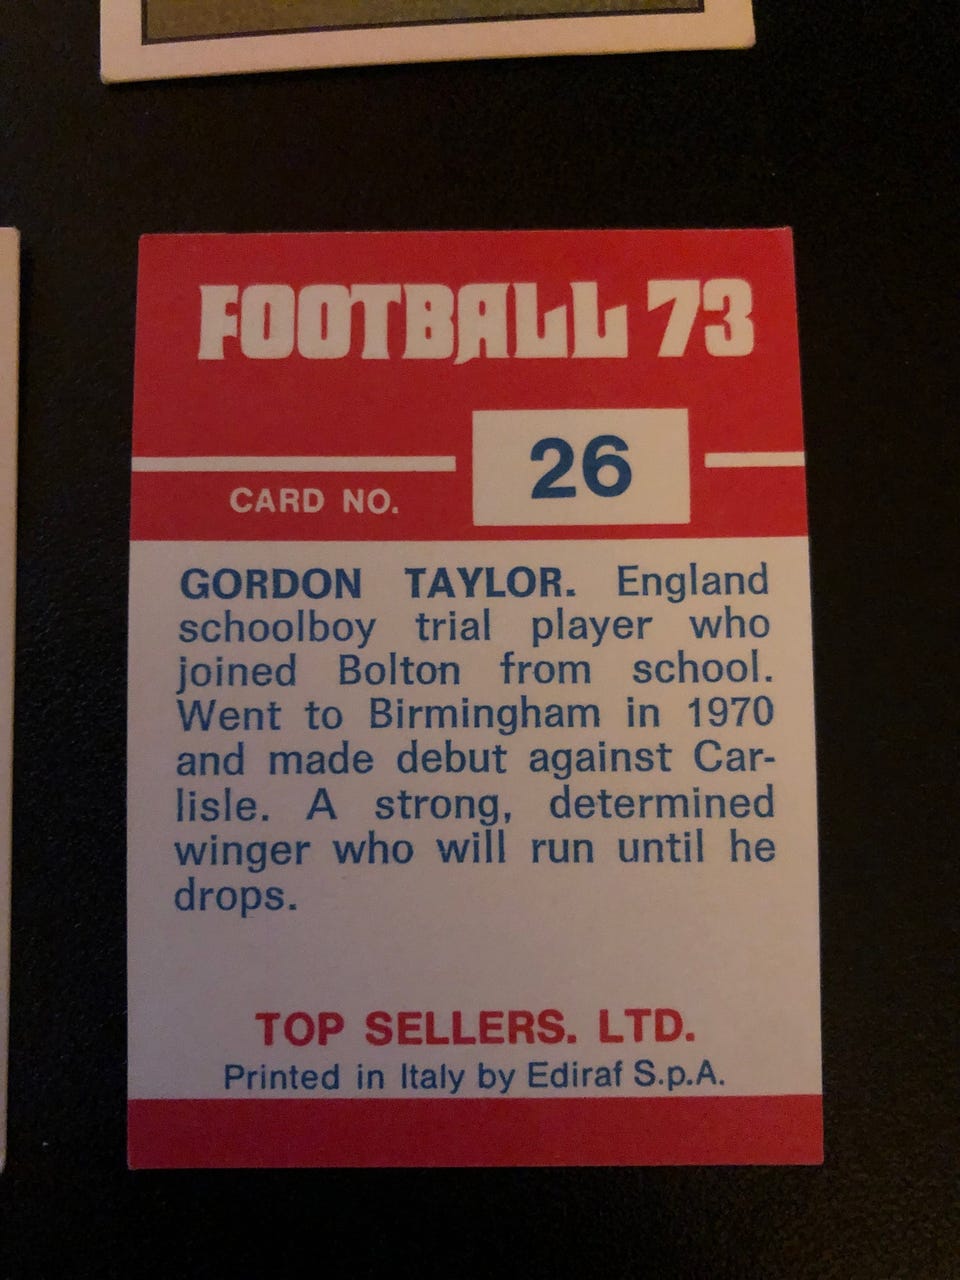 FOOTBALL 73
CARD NO.
26
GORDON TAYLOR. England
schoolboy trial player who
joined Bolton from school.
Went to Birmingham in 1970
and made debut against Car-
lisle. A strong, determined
winger who will run until he
drops.
TOP SELLERS. LTD.
Printed in Italy by Ediraf S.p.A.